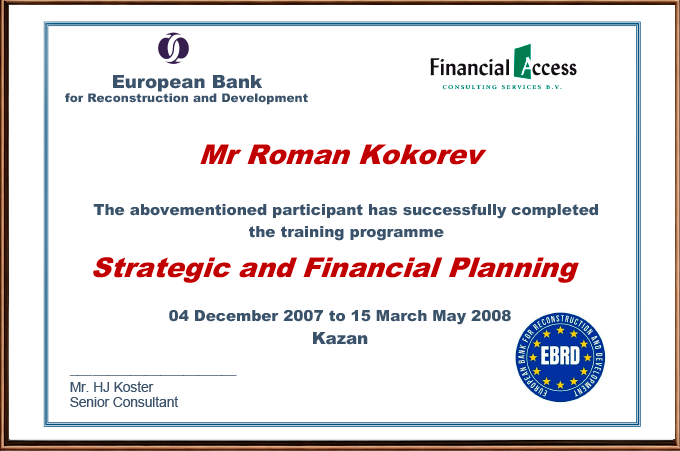 European Bank
for Reconstruction and Development
Financial Access
CONSULTING SERVICES B.V.
Mr Roman Kokorev
The abovementioned participant has successfully completed
the training programme
Strategic and Financial Planning
04 December 2007 to 15 March May 2008
Kazan
EUROPEAN BANK FOR RECONSTRUCTION AND DEVELOPMENT
EBRD
Mr. HJ Koster
Senior Consultant